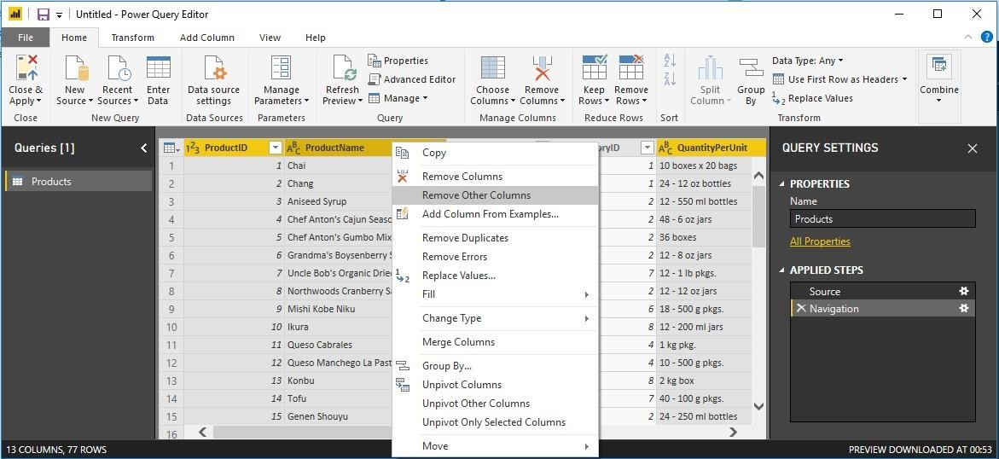 Untitled - Power Query Editor
File Home Transform Add Column View Help
Close & Apply
New Source
Recent Sources
Enter Data
Data source settings
Manage Parameters
Refresh Preview
Properties
Advanced Editor
Manage
Choose Columns
Remove Columns
Keep Rows
Remove Rows
A Z
Z A
Split Column
Group By
Data Type: Any
Use First Row as Headers
1 2 Replace Values
Combine
Close New Query Data Sources Parameters Query Manage Columns Reduce Rows Sort Transform
Queries [1]
Products
123 ProductID ABC ProductName ryID ABC QuantityPerUnit
1 1 Chai 1 10 boxes x 20 bags
2 2 Chang 1 24 - 12 oz bottles
3 3 Aniseed Syrup 2 12 - 550 ml bottles
4 4 Chef Anton's Cajun Seaso 2 48 - 6 oz jars
5 5 Chef Anton's Gumbo Mix 2 36 boxes
6 6 Grandma's Boysenberry S 2 12 - 8 oz jars
7 7 Uncle Bob's Organic Dried 7 12 - 1 lb pkgs.
8 8 Northwoods Cranberry Sa 2 12 - 12 oz jars
9 9 Mishi Kobe Niku 6 18 - 500 g pkgs.
10 10 Ikura 8 12 - 200 ml jars
11 11 Queso Cabrales 4 1 kg pkg.
12 12 Queso Manchego La Past 4 10 - 500 g pkgs.
13 13 Konbu 8 2 kg box
14 14 Tofu 7 40 - 100 g pkgs.
15 15 Genen Shouyu 2 24 - 250 ml bottles
16
Copy
Remove Columns
Remove Other Columns
Add Column From Examples...
Remove Duplicates
Remove Errors
1 2 Replace Values...
Fill
Change Type
Merge Columns
Group By...
Unpivot Columns
Unpivot Other Columns
Unpivot Only Selected Columns
Move
QUERY SETTINGS
PROPERTIES
Name
Products
All Properties
APPLIED STEPS
Source
Navigation
13 COLUMNS, 77 ROWS
PREVIEW DOWNLOADED AT 00:53